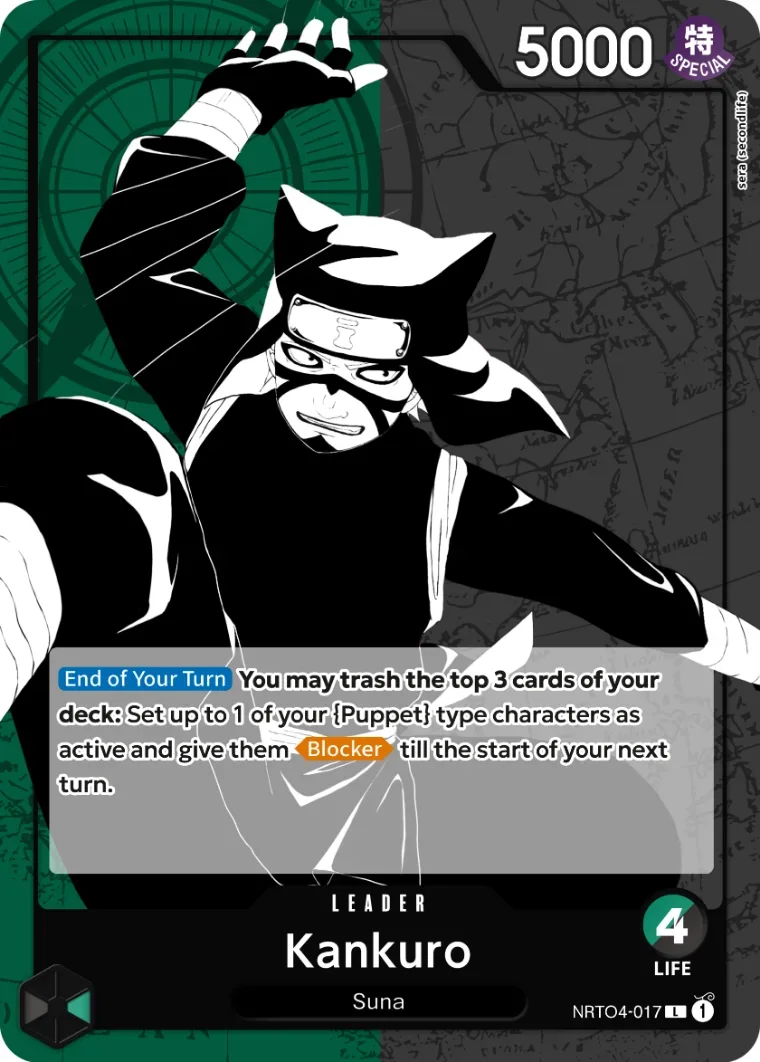 5000
特
SPECIAL
sera (secondlife)
End of Your Turn You may trash the top 3 cards of your
deck: Set up to 1 of your {Puppet} type characters as
active and give them Blocker till the start of your next
turn.
LEADER
Kankuro
4
LIFE
Suna
NRTO4-017 L 1